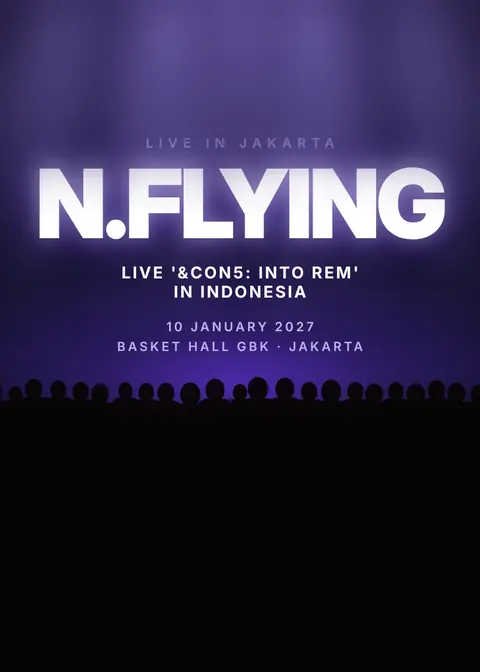 LIVE IN JAKARTA
N.FLYING
LIVE '&CON5: INTO REM'
IN INDONESIA
10 JANUARY 2027
BASKET HALL GBK · JAKARTA